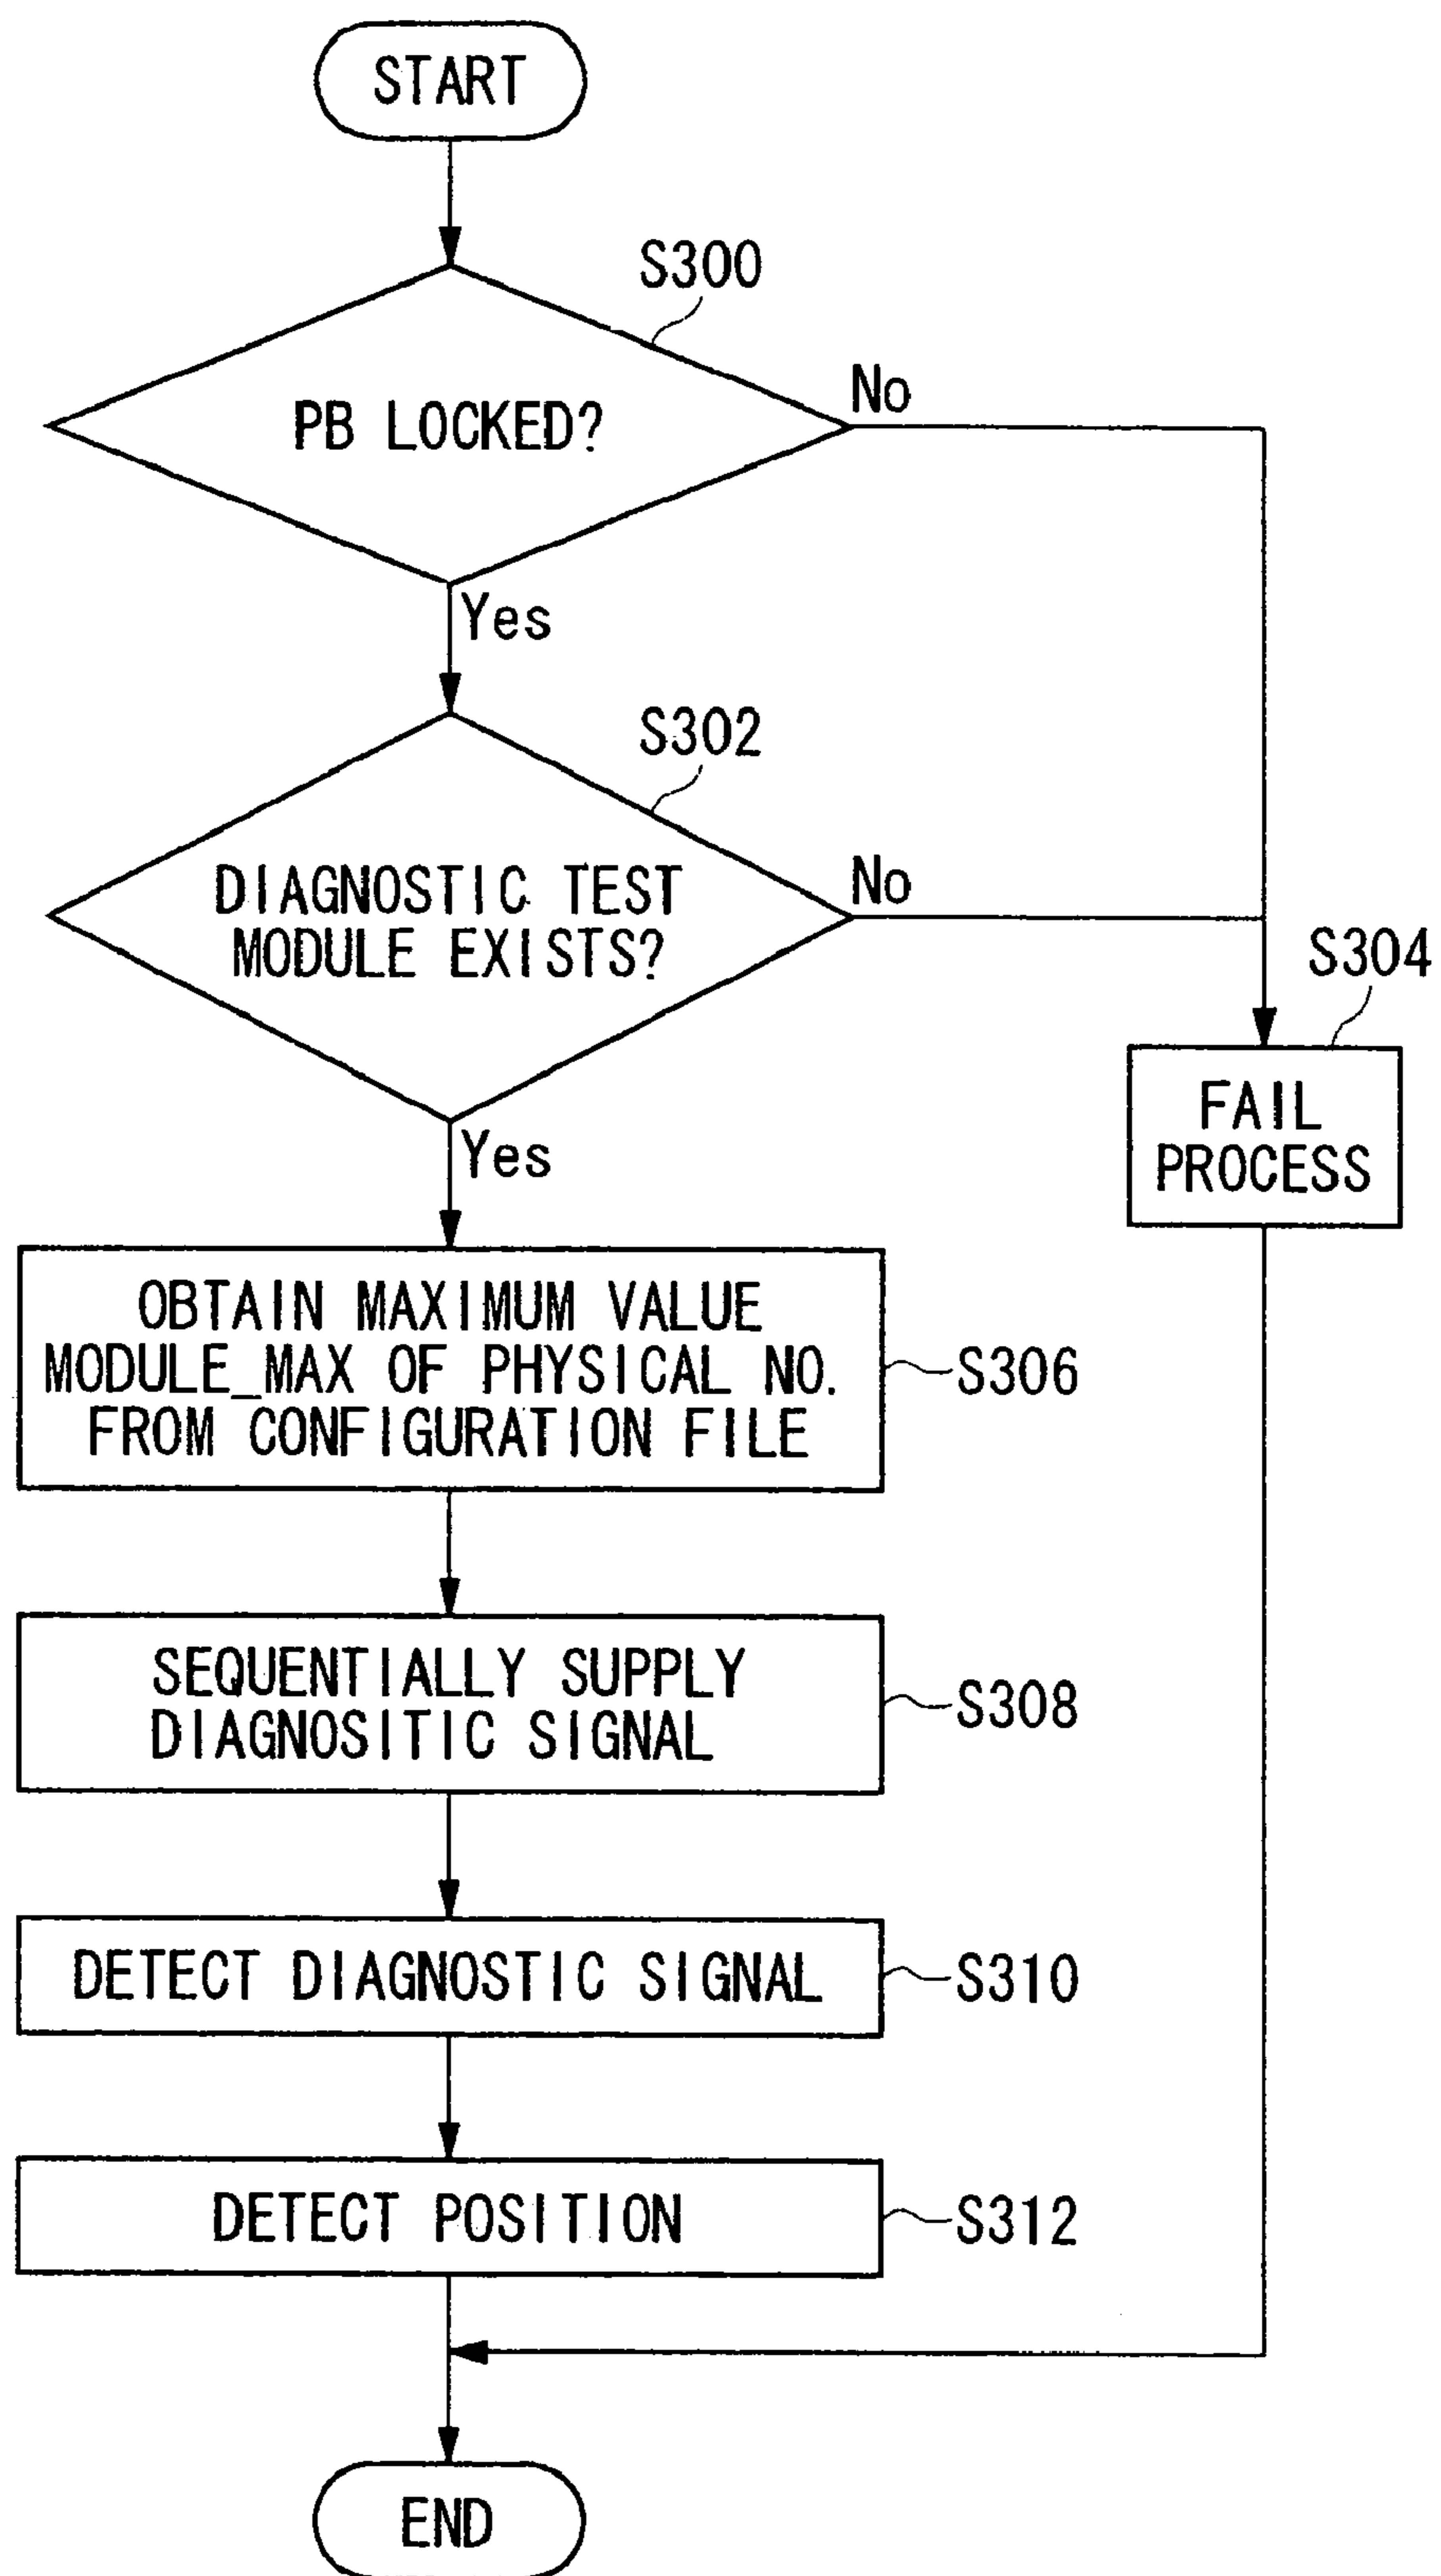 START
S300
PB LOCKED?
No
Yes
S302
DIAGNOSTIC TEST
MODULE EXISTS?
No
S304
FAIL
PROCESS
Yes
OBTAIN MAXIMUM VALUE
MODULE_MAX OF PHYSICAL NO.
FROM CONFIGURATION FILE
S306
SEQUENTIALLY SUPPLY
DIAGNOSITIC SIGNAL
S308
DETECT DIAGNOSTIC SIGNAL
S310
DETECT POSITION
S312
END